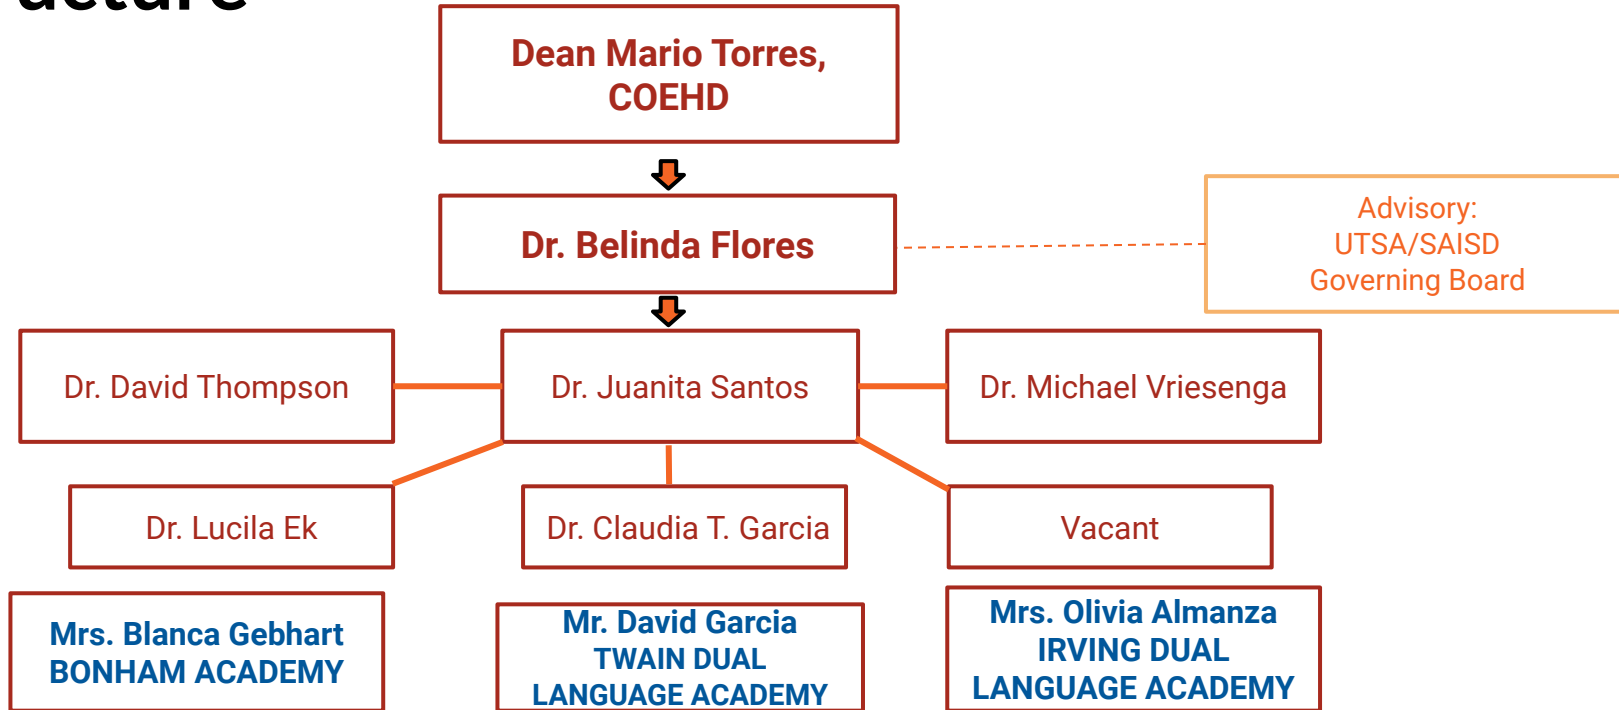 Dean Mario Torres,
COEHD
Dr. Belinda Flores
Advisory:
UTSA/SAISD
Governing Board
Dr. David Thompson
Dr. Juanita Santos
Dr. Michael Vriesenga
Dr. Lucila Ek
Dr. Claudia T. Garcia
Vacant
Mrs. Blanca Gebhart
BONHAM ACADEMY
Mr. David Garcia
TWAIN DUAL
LANGUAGE ACADEMY
Mrs. Olivia Almanza
IRVING DUAL
LANGUAGE ACADEMY